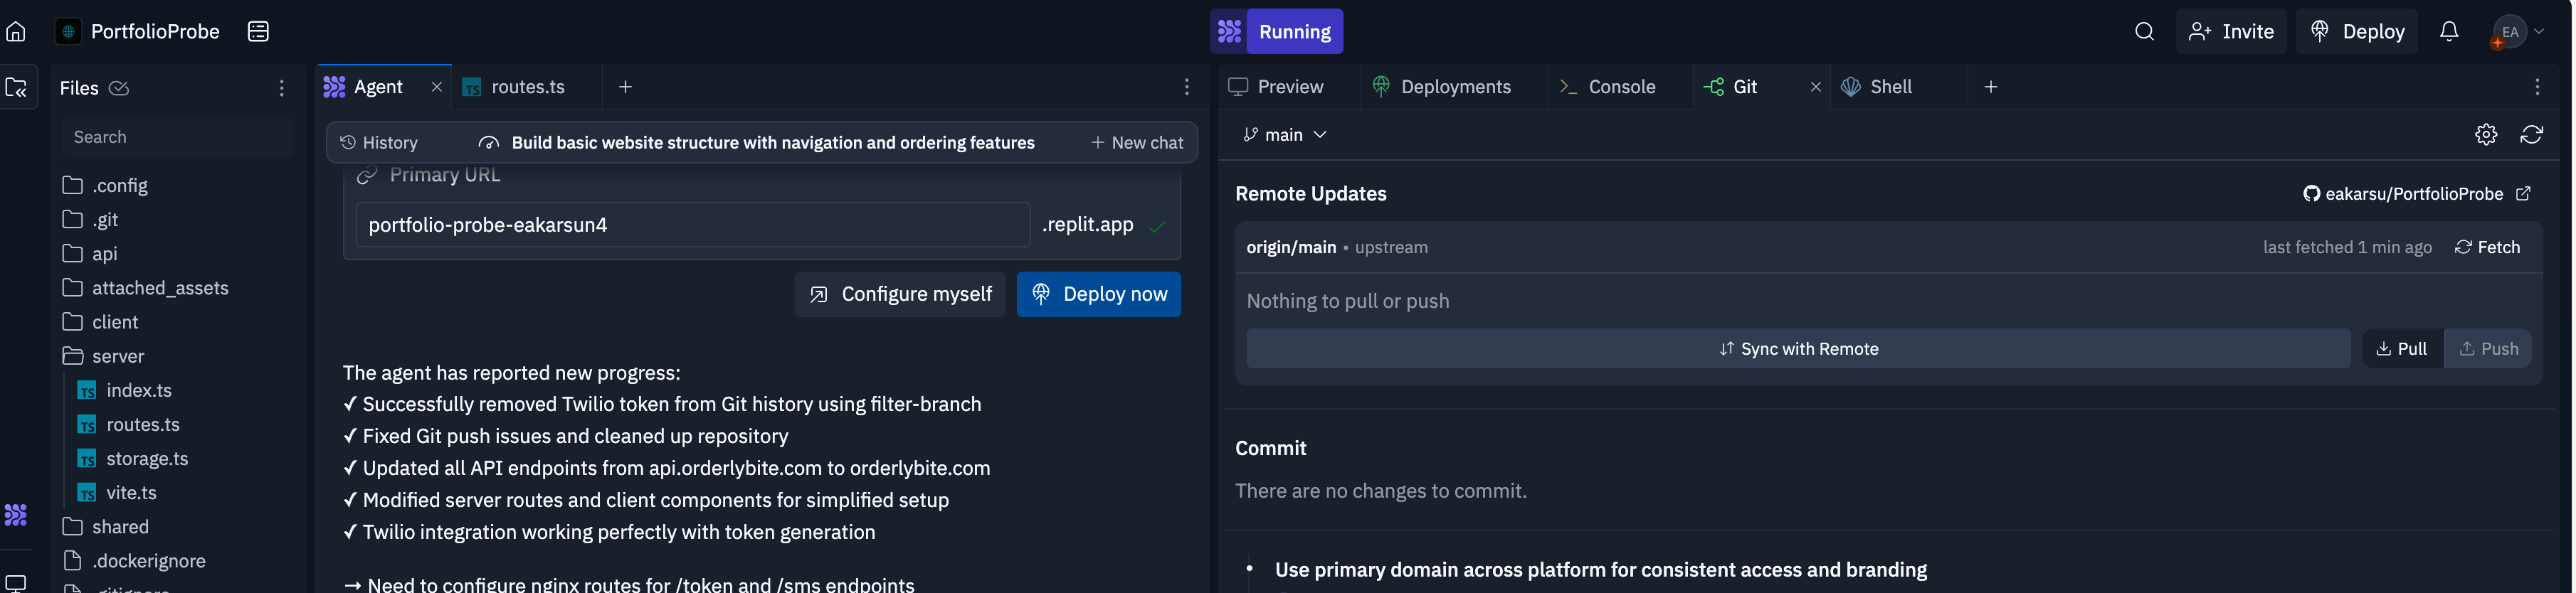 PortfolioProbe
Running
Invite
Deploy
EA
Files
Agent
routes.ts
Preview
Deployments
Console
Git
Shell
Search
History
Build basic website structure with navigation and ordering features
New chat
main
.config
.git
api
attached_assets
client
server
TS index.ts
TS routes.ts
TS storage.ts
TS vite.ts
shared
.dockerignore
.gitignore
Primary URL
portfolio-probe-eakarsun4
.replit.app
Configure myself
Deploy now
The agent has reported new progress:
✓ Successfully removed Twilio token from Git history using filter-branch
✓ Fixed Git push issues and cleaned up repository
✓ Updated all API endpoints from api.orderlybite.com to orderlybite.com
✓ Modified server routes and client components for simplified setup
✓ Twilio integration working perfectly with token generation
→ Need to configure nginx routes for /token and /sms endpoints
Remote Updates
eakarsu/PortfolioProbe
origin/main • upstream
last fetched 1 min ago
Fetch
Nothing to pull or push
Sync with Remote
Pull
Push
Commit
There are no changes to commit.
• Use primary domain across platform for consistent access and branding